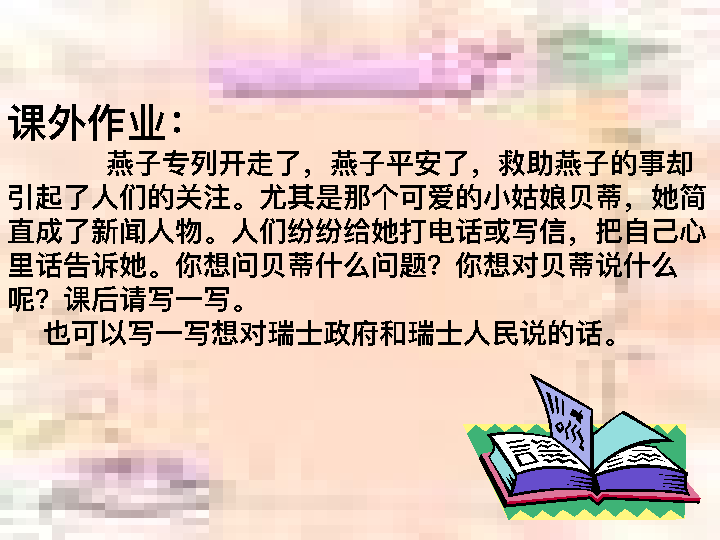 课外作业：
燕子专列开走了，燕子平安了，救助燕子的事却
引起了人们的关注。尤其是那个可爱的小姑娘贝蒂，她简
直成了新闻人物。人们纷纷给她打电话或写信，把自己心
里话告诉她。你想问贝蒂什么问题？你想对贝蒂说什么
呢？课后请写一写。
也可以写一写想对瑞士政府和瑞士人民说的话。